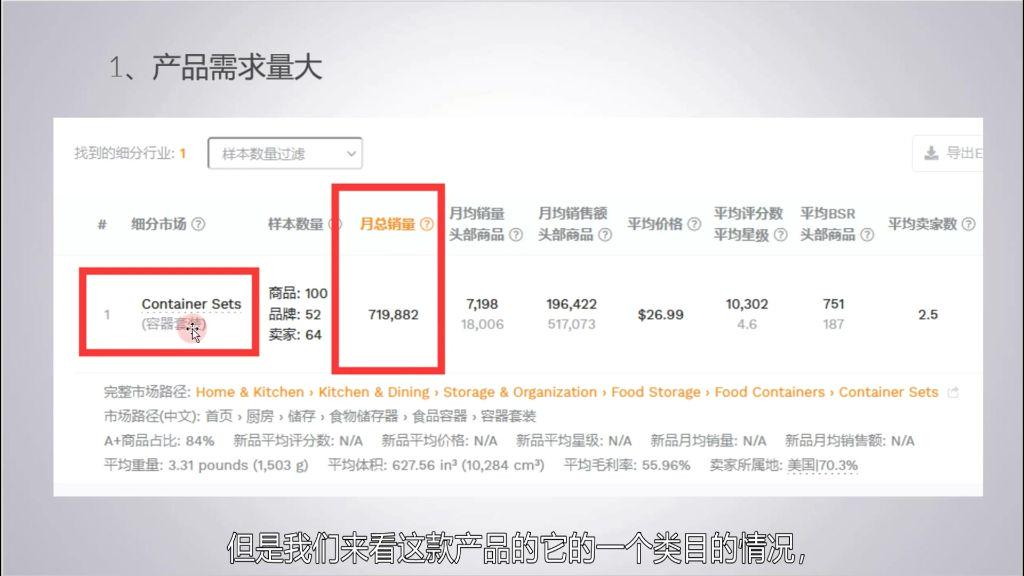 1、产品需求量大
找到的细分行业: 1 样本数量过滤 导出E
# 细分市场 样本数量 月总销量 月均销量 头部商品 月均销售额 头部商品 平均价格 平均评分数 平均星级 平均BSR 头部商品 平均卖家数
1 Container Sets (容器套装) 商品: 100 品牌: 52 卖家: 64 719,882 7,198 18,006 196,422 517,073 $26.99 10,302 4.6 751 187 2.5
完整市场路径: Home & Kitchen › Kitchen & Dining › Storage & Organization › Food Storage › Food Containers › Container Sets
市场路径(中文): 首页 › 厨房 › 储存 › 食物储存器 › 食品容器 › 容器套装
A+商品占比: 84% 新品平均评分数: N/A 新品平均价格: N/A 新品平均星级: N/A 新品月均销量: N/A 新品月均销售额: N/A
平均重量: 3.31 pounds (1,503 g) 平均体积: 627.56 in³ (10,284 cm³) 平均毛利率: 55.96% 卖家所属地: 美国|70.3%
但是我们来看这款产品的它的一个类目的情况，